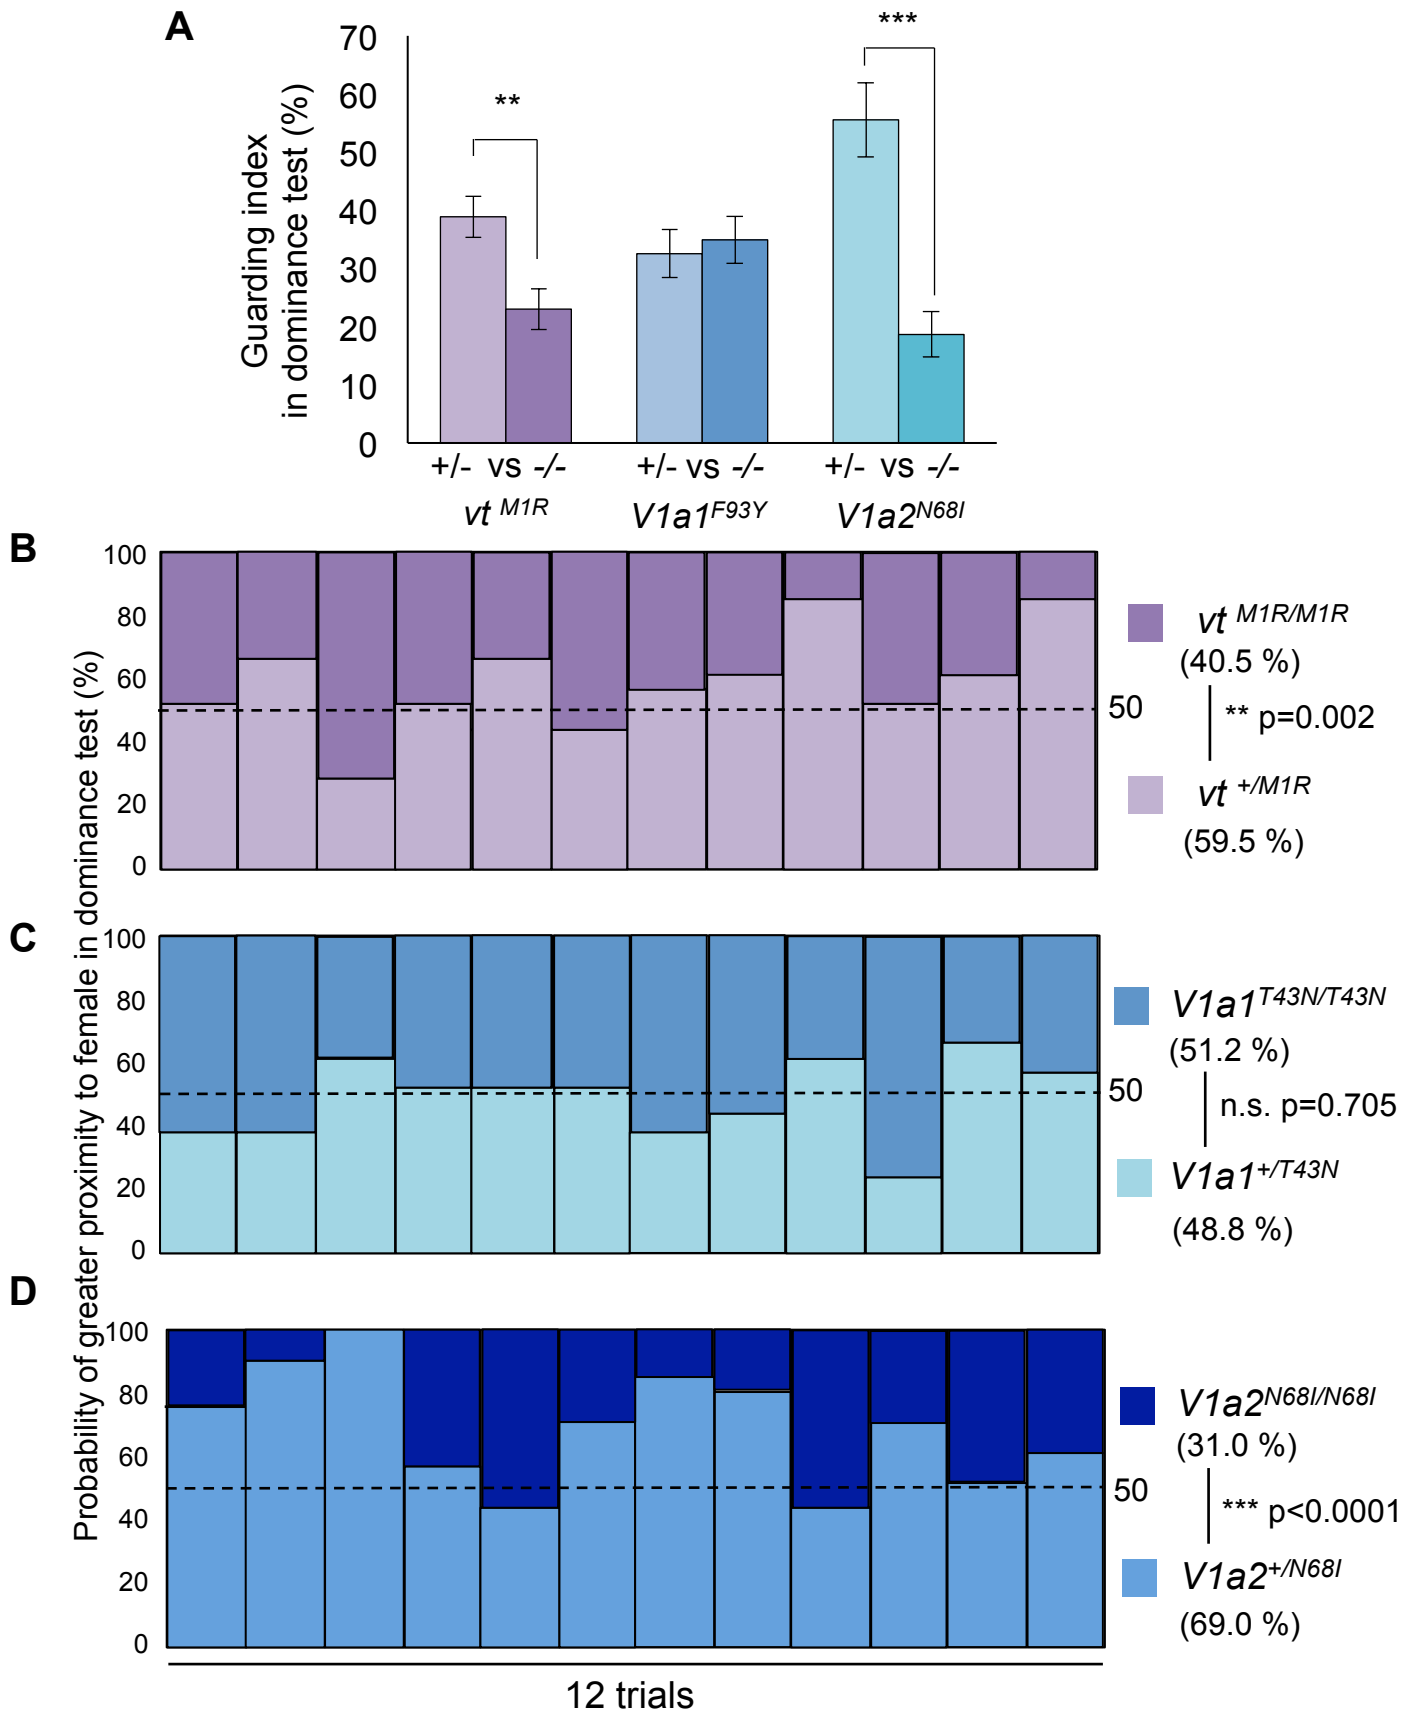 A
Guarding index
in dominance test (%)
70
60
50
40
30
20
10
0
**
***
+/- vs -/-
+/- vs -/-
+/- vs -/-
vt M1R
V1a1F93Y
V1a2N68I
Probability of greater proximity to female in dominance test (%)
B
100
80
60
40
20
0
50
vt M1R/M1R
(40.5 %)
** p=0.002
vt +/M1R
(59.5 %)
C
100
80
60
40
20
0
50
V1a1T43N/T43N
(51.2 %)
n.s. p=0.705
V1a1+/T43N
(48.8 %)
D
100
80
60
40
20
0
50
V1a2N68I/N68I
(31.0 %)
*** p<0.0001
V1a2+/N68I
(69.0 %)
12 trials